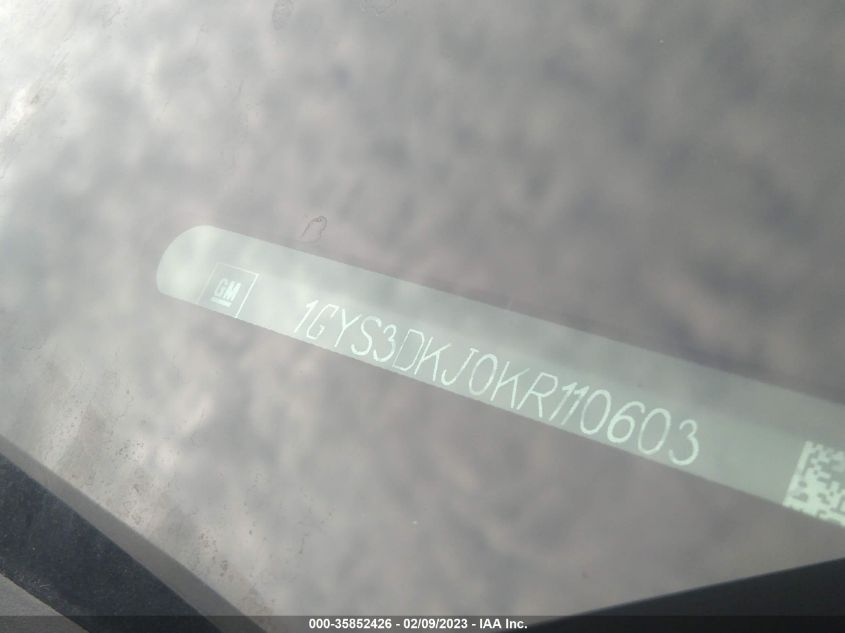 GM
1GYS3DKJ0KR110603
000-35852426 - 02/09/2023 - IAA Inc.